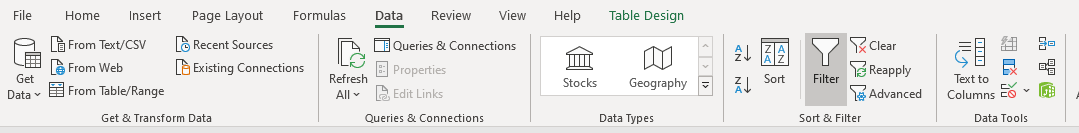 File Home Insert Page Layout Formulas Data Review View Help Table Design
Get Data
From Text/CSV
From Web
From Table/Range
Recent Sources
Existing Connections
Get & Transform Data
Refresh All
Queries & Connections
Properties
Edit Links
Queries & Connections
Stocks
Geography
Data Types
A
Z
Z
A
Z A
A Z
Sort
Filter
Clear
Reapply
Advanced
Sort & Filter
Text to
Columns
Data Tools